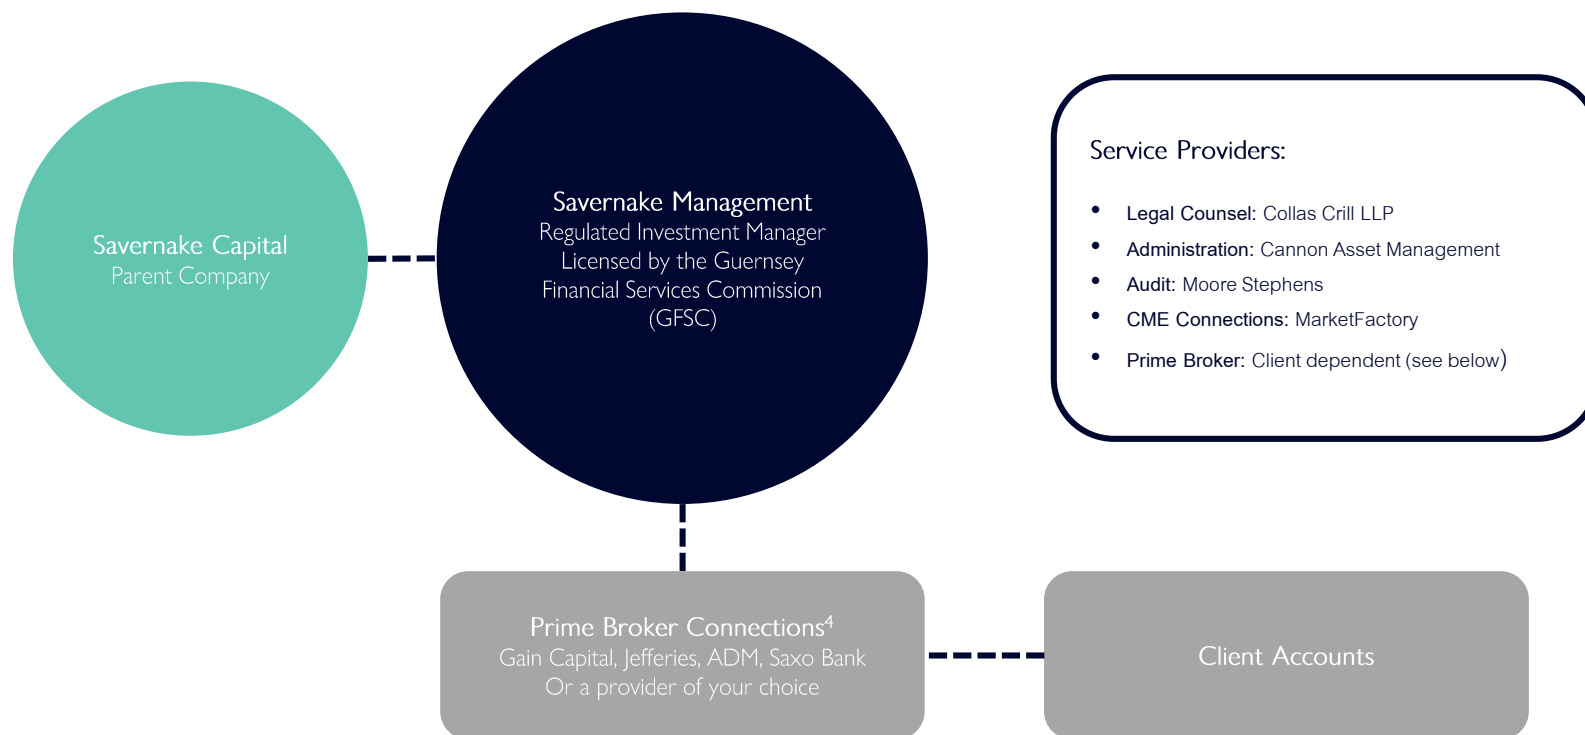 Savernake Capital
Parent Company
Savernake Management
Regulated Investment Manager
Licensed by the Guernsey
Financial Services Commission
(GFSC)
Service Providers:
• Legal Counsel: Collas Crill LLP
• Administration: Cannon Asset Management
• Audit: Moore Stephens
• CME Connections: MarketFactory
• Prime Broker: Client dependent (see below)
Prime Broker Connections⁴
Gain Capital, Jefferies, ADM, Saxo Bank
Or a provider of your choice
Client Accounts